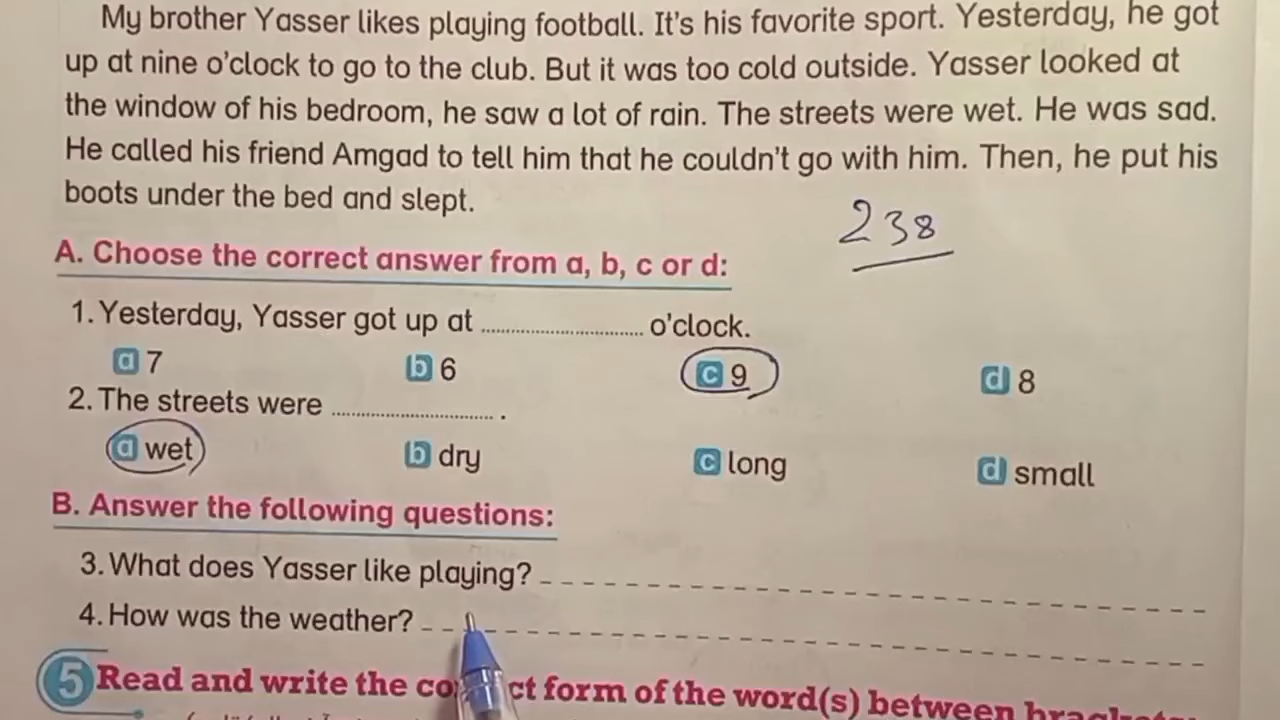 My brother Yasser likes playing football. It's his favorite sport. Yesterday, he got
up at nine o'clock to go to the club. But it was too cold outside. Yasser looked at
the window of his bedroom, he saw a lot of rain. The streets were wet. He was sad.
He called his friend Amgad to tell him that he couldn't go with him. Then, he put his
boots under the bed and slept.
238
A. Choose the correct answer from a, b, c or d:
1. Yesterday, Yasser got up at .............................. o'clock.
a 7 b 6 c 9 d 8
2. The streets were .............................. .
a wet b dry c long d small
B. Answer the following questions:
3. What does Yasser like playing?
4. How was the weather?
5 Read and write the form of the word(s) between